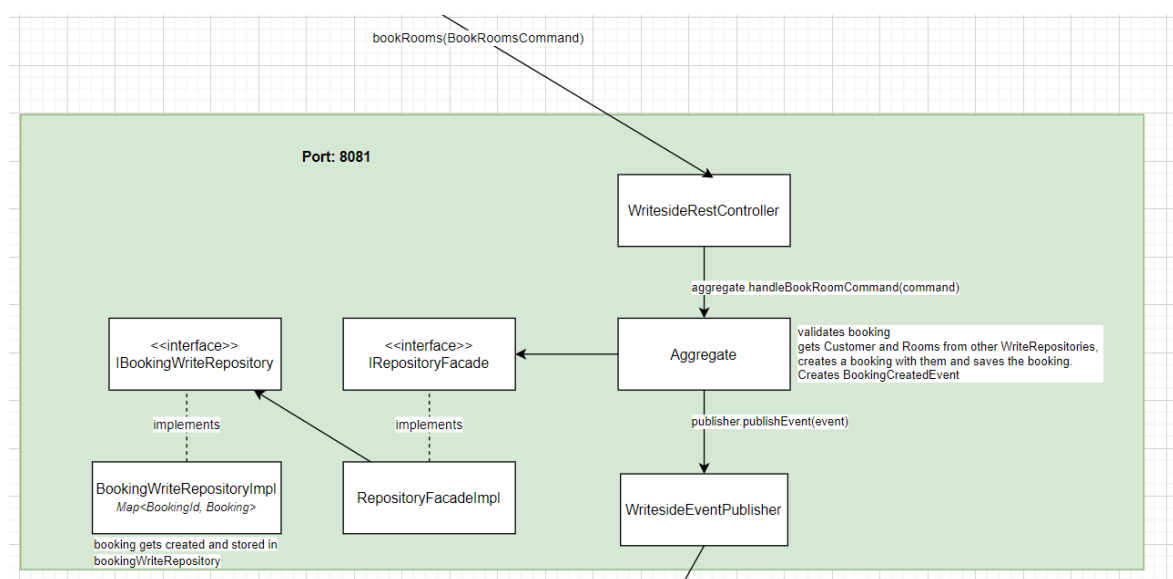 bookRooms(BookRoomsCommand)
Port: 8081
WritesideRestController
aggregate.handleBookRoomCommand(command)
<<interface>>
IBookingWriteRepository
<<interface>>
IRepositoryFacade
Aggregate
validates booking
gets Customer and Rooms from other WriteRepositories,
creates a booking with them and saves the booking.
Creates BookingCreatedEvent
implements
implements
publisher.publishEvent(event)
BookingWriteRepositoryImpl
Map<BookingId, Booking>
RepositoryFacadeImpl
WritesideEventPublisher
booking gets created and stored in
bookingWriteRepository